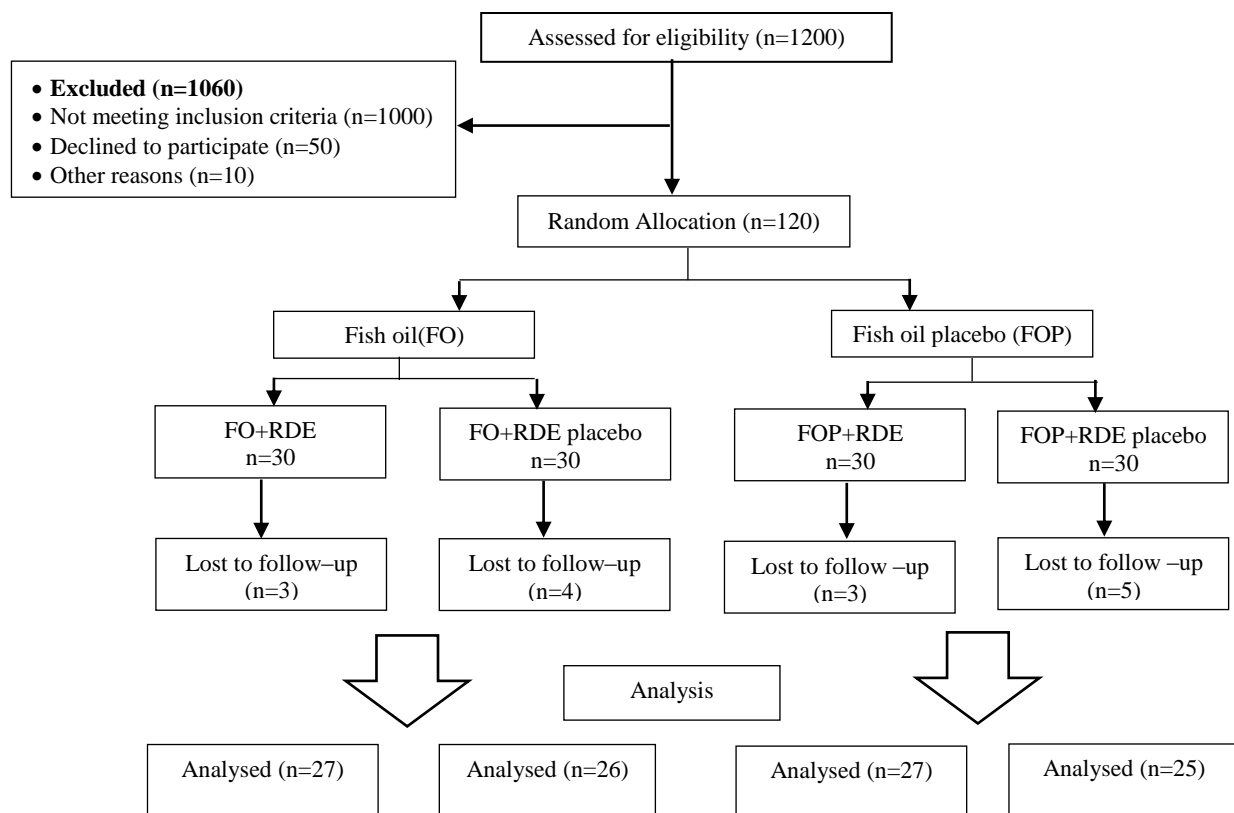 Assessed for eligibility (n=1200)
• Excluded (n=1060)
• Not meeting inclusion criteria (n=1000)
• Declined to participate (n=50)
• Other reasons (n=10)
Random Allocation (n=120)
Fish oil(FO)
Fish oil placebo (FOP)
FO+RDE
n=30
FO+RDE placebo
n=30
FOP+RDE
n=30
FOP+RDE placebo
n=30
Lost to follow–up
(n=3)
Lost to follow–up
(n=4)
Lost to follow –up
(n=3)
Lost to follow –up
(n=5)
Analysis
Analysed (n=27)
Analysed (n=26)
Analysed (n=27)
Analysed (n=25)